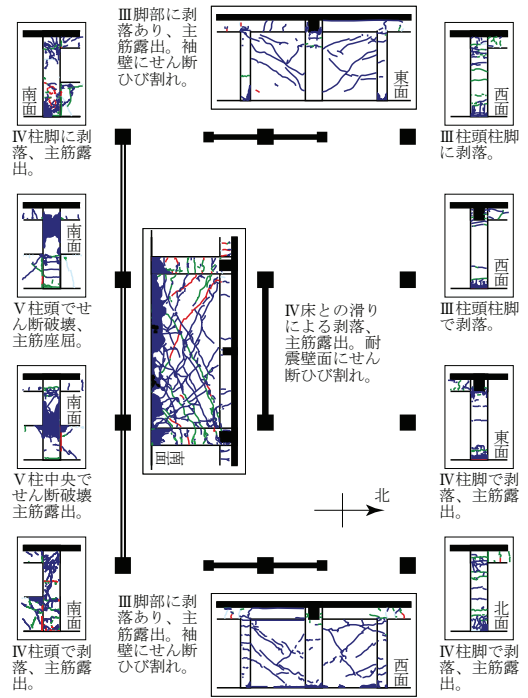 南面
Ⅳ柱脚に剥
落、主筋露
出。
Ⅲ脚部に剥
落あり、主
筋露出。袖
壁にせん断
ひび割れ。
東面
西面
Ⅲ柱頭柱脚
に剥落。
南面
Ⅴ柱頭でせ
ん断破壊、
主筋座屈。
南面
Ⅳ床との滑り
による剥落、
主筋露出。耐
震壁面にせん
断ひび割れ。
西面
Ⅲ柱頭柱脚
で剥落。
南面
Ⅴ柱中央で
せん断破壊
主筋露出。
東面
Ⅳ柱脚で剥
落、主筋露
出。
北
南面
Ⅳ柱頭で剥
落、主筋露
出。
Ⅲ脚部に剥
落あり、主
筋露出。袖
壁にせん断
ひび割れ。
西面
北面
Ⅳ柱脚で剥
落、主筋露
出。